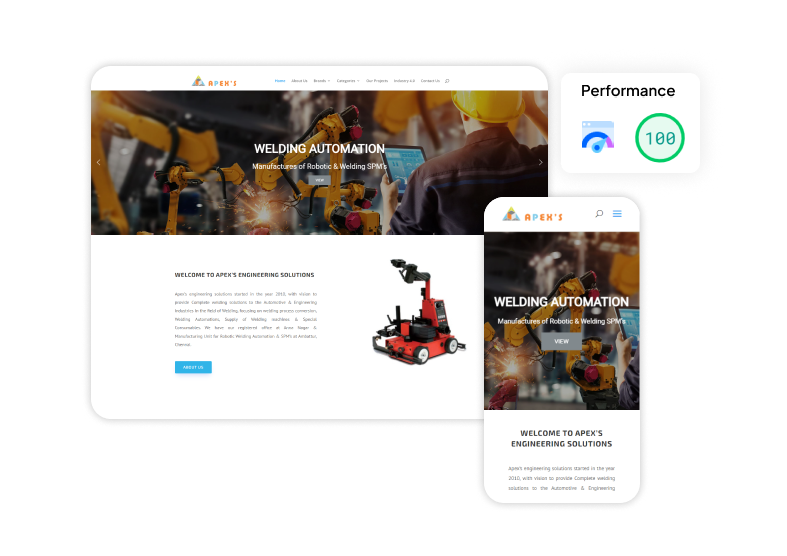 APEX'S
Home About Us Brands Categories Our Projects Industry 4.0 Contact Us
WELDING AUTOMATION
Manufactures of Robotic & Welding SPM's
VIEW
WELCOME TO APEX'S ENGINEERING SOLUTIONS
Apex's engineering solutions started in the year 2010, with vision to
provide Complete welding solutions to the Automotive & Engineering
Industries in the field of Welding, focusing on welding process connection,
Welding Automations, Supply of Welding machines & Special
Consumables. We have our registered office at Anna Nagar &
Manufacturing Unit for Robotic Welding Automation & SPM's at Ambattur
Chennai.
ABOUT US
Performance
100
APEX'S
WELDING AUTOMATION
Manufactures of Robotic & Welding SPM's
VIEW
WELCOME TO APEX'S
ENGINEERING SOLUTIONS
Apex's engineering solutions started in the year
2010, with vision to provide Complete welding
solutions to the Automotive & Engineering